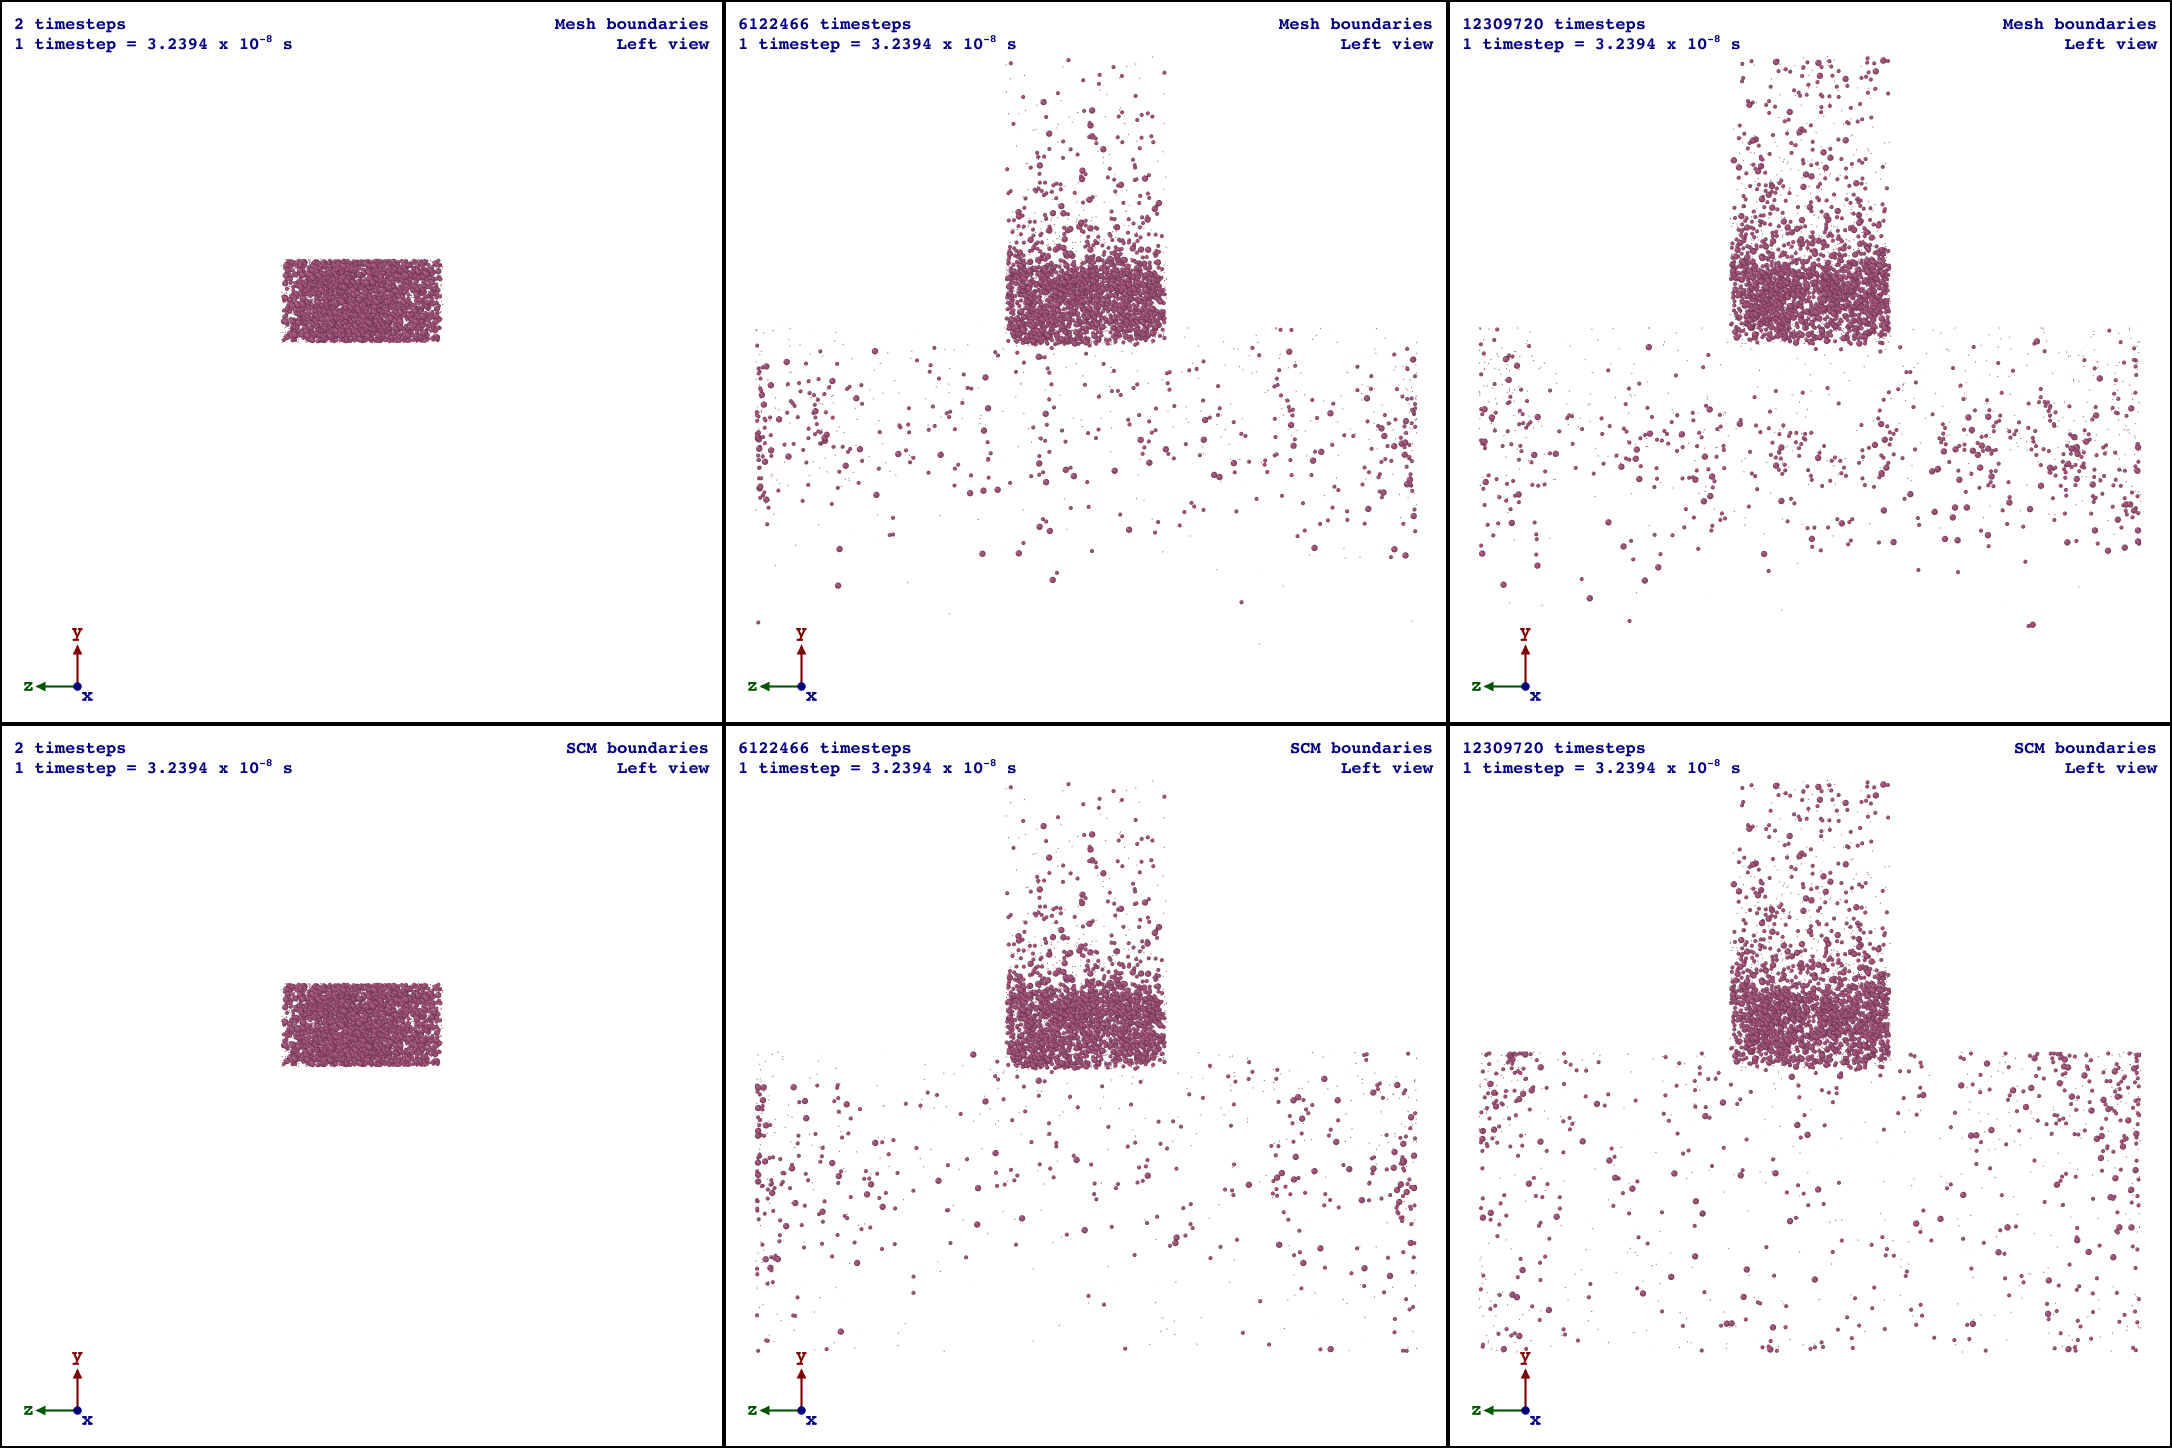 2 timesteps
1 timestep = 3.2394 x 10⁻⁸ s
Mesh boundaries
Left view
y
z
x
6122466 timesteps
1 timestep = 3.2394 x 10⁻⁸ s
Mesh boundaries
Left view
y
z
x
12309720 timesteps
1 timestep = 3.2394 x 10⁻⁸ s
Mesh boundaries
Left view
y
z
x
2 timesteps
1 timestep = 3.2394 x 10⁻⁸ s
SCM boundaries
Left view
y
z
x
6122466 timesteps
1 timestep = 3.2394 x 10⁻⁸ s
SCM boundaries
Left view
y
z
x
12309720 timesteps
1 timestep = 3.2394 x 10⁻⁸ s
SCM boundaries
Left view
y
z
x